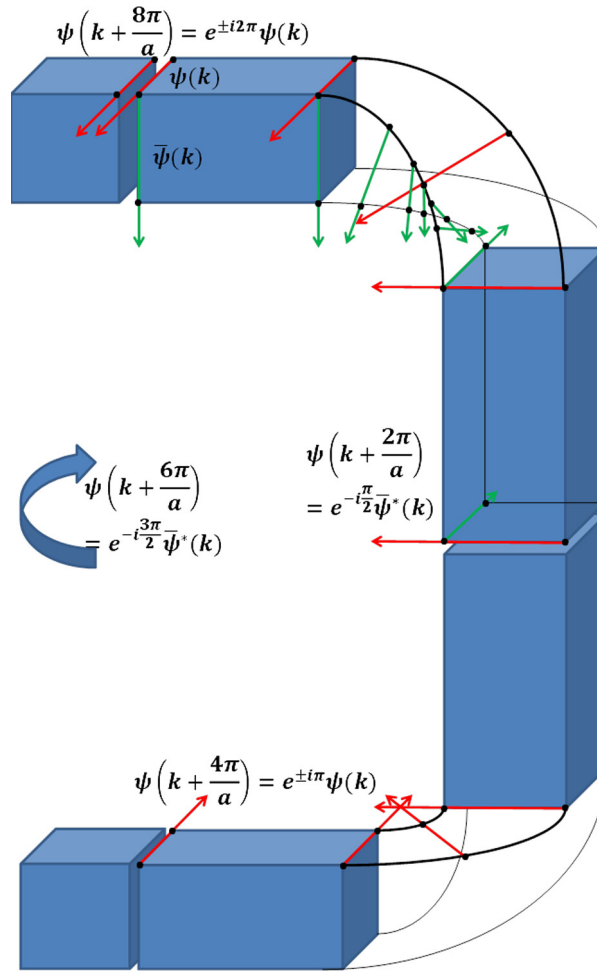 ψ(k + 8π/a) = e^{±i2π}ψ(k)
ψ(k)
ψ̄(k)
ψ(k + 2π/a)
= e^{-iπ/2}ψ̄*(k)
ψ(k + 6π/a)
= e^{-i3π/2}ψ̄*(k)
ψ(k + 4π/a) = e^{±iπ}ψ(k)